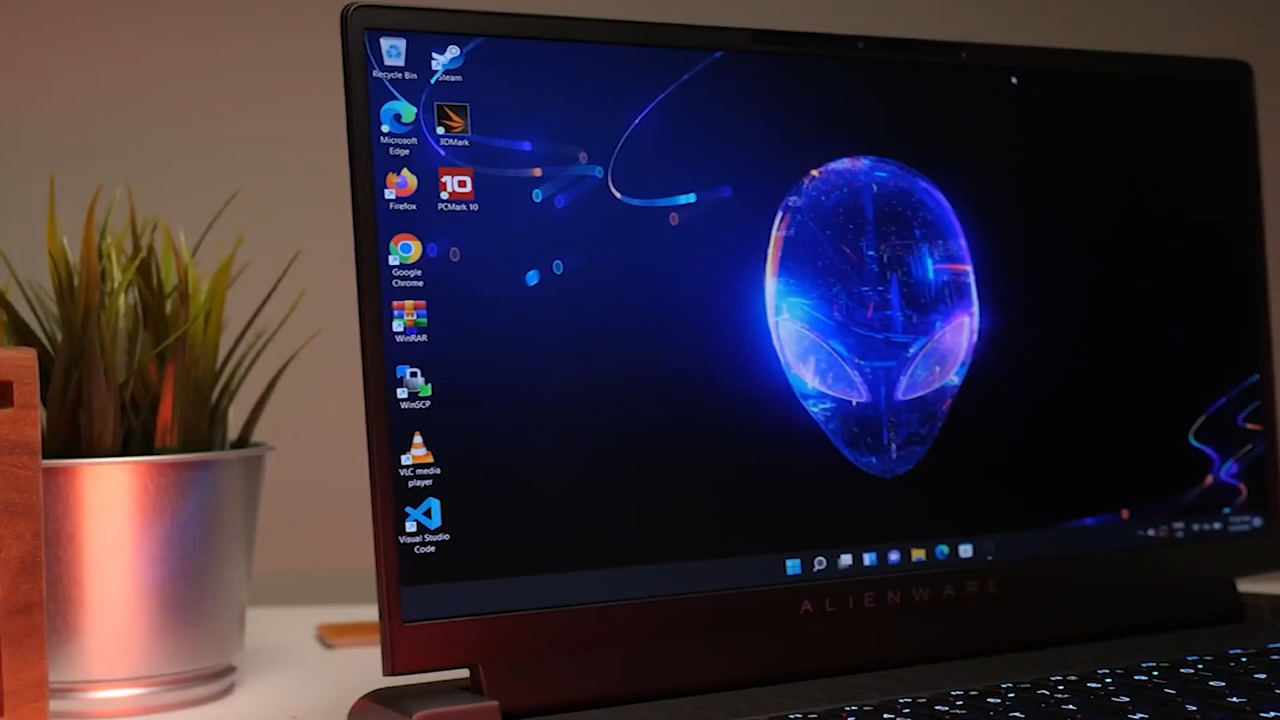 Recycle Bin
Steam
Microsoft
Edge
3DMark
Firefox
10
PCMark 10
Google
Chrome
WinRAR
WinSCP
VLC media
player
Visual Studio
Code
ALIENWARE